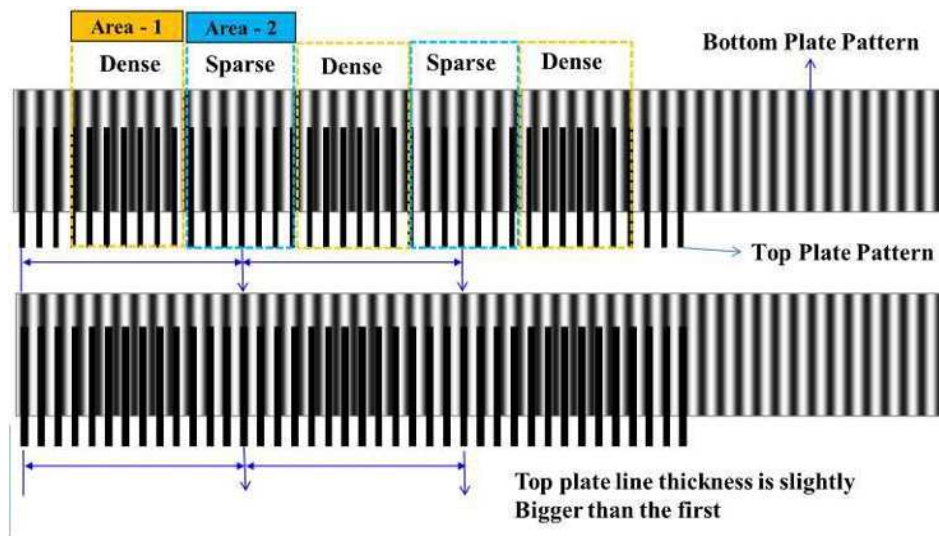 Area - 1
Area - 2
Dense
Sparse
Dense
Sparse
Dense
Bottom Plate Pattern
Top Plate Pattern
Top plate line thickness is slightly
Bigger than the first